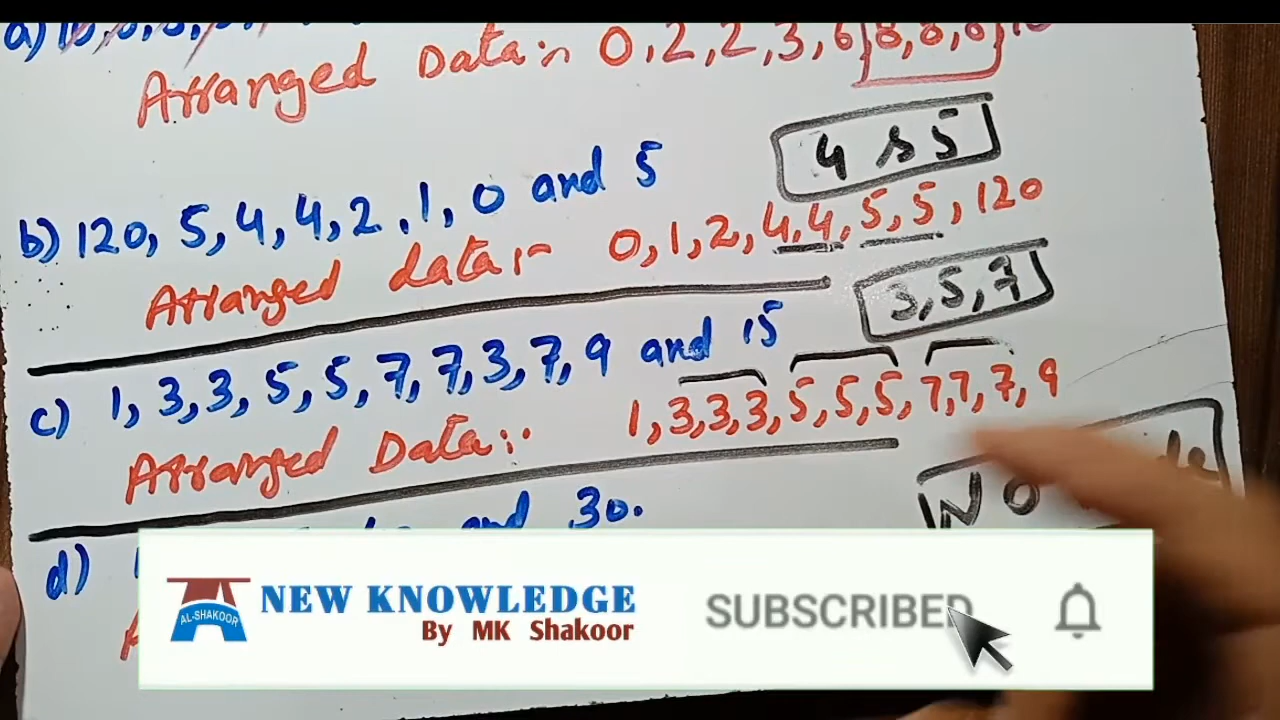 a)
Arranged Data:- 0,2,2,3,6,8,8,8,10
4 & 5
b) 120, 5, 4, 4, 2, 1, 0 and 5
Arranged data:- 0,1,2,4,4,5,5,120
3,5,7
c) 1, 3, 3, 5, 5, 7, 7, 3, 7, 9 and 15
Arranged Data:- 1,3,3,3,5,5,5,7,7,7,9
No
d) and 30.
NEW KNOWLEDGE
By MK Shakoor
AL-SHAKOOR
SUBSCRIBED